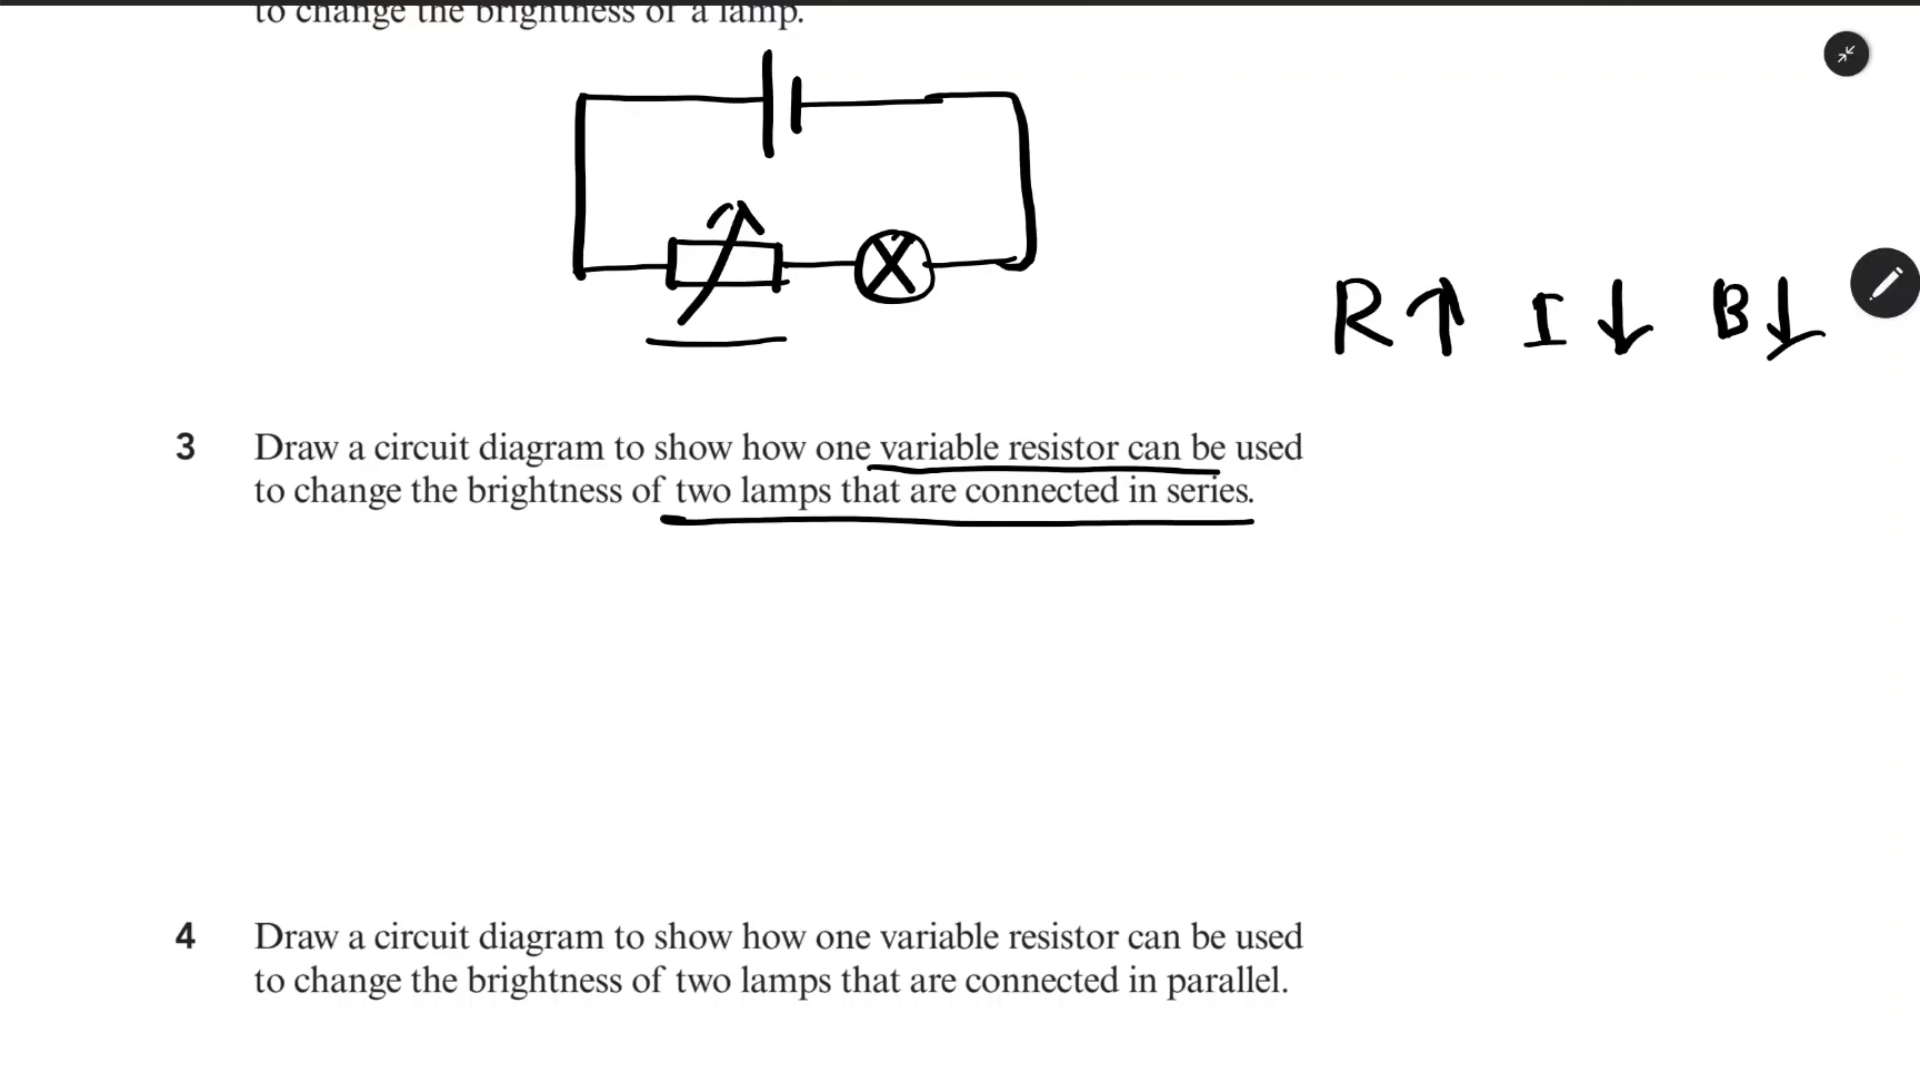 to change the brightness of a lamp.
R↑ I↓ B↓
3 Draw a circuit diagram to show how one variable resistor can be used
to change the brightness of two lamps that are connected in series.
4 Draw a circuit diagram to show how one variable resistor can be used
to change the brightness of two lamps that are connected in parallel.